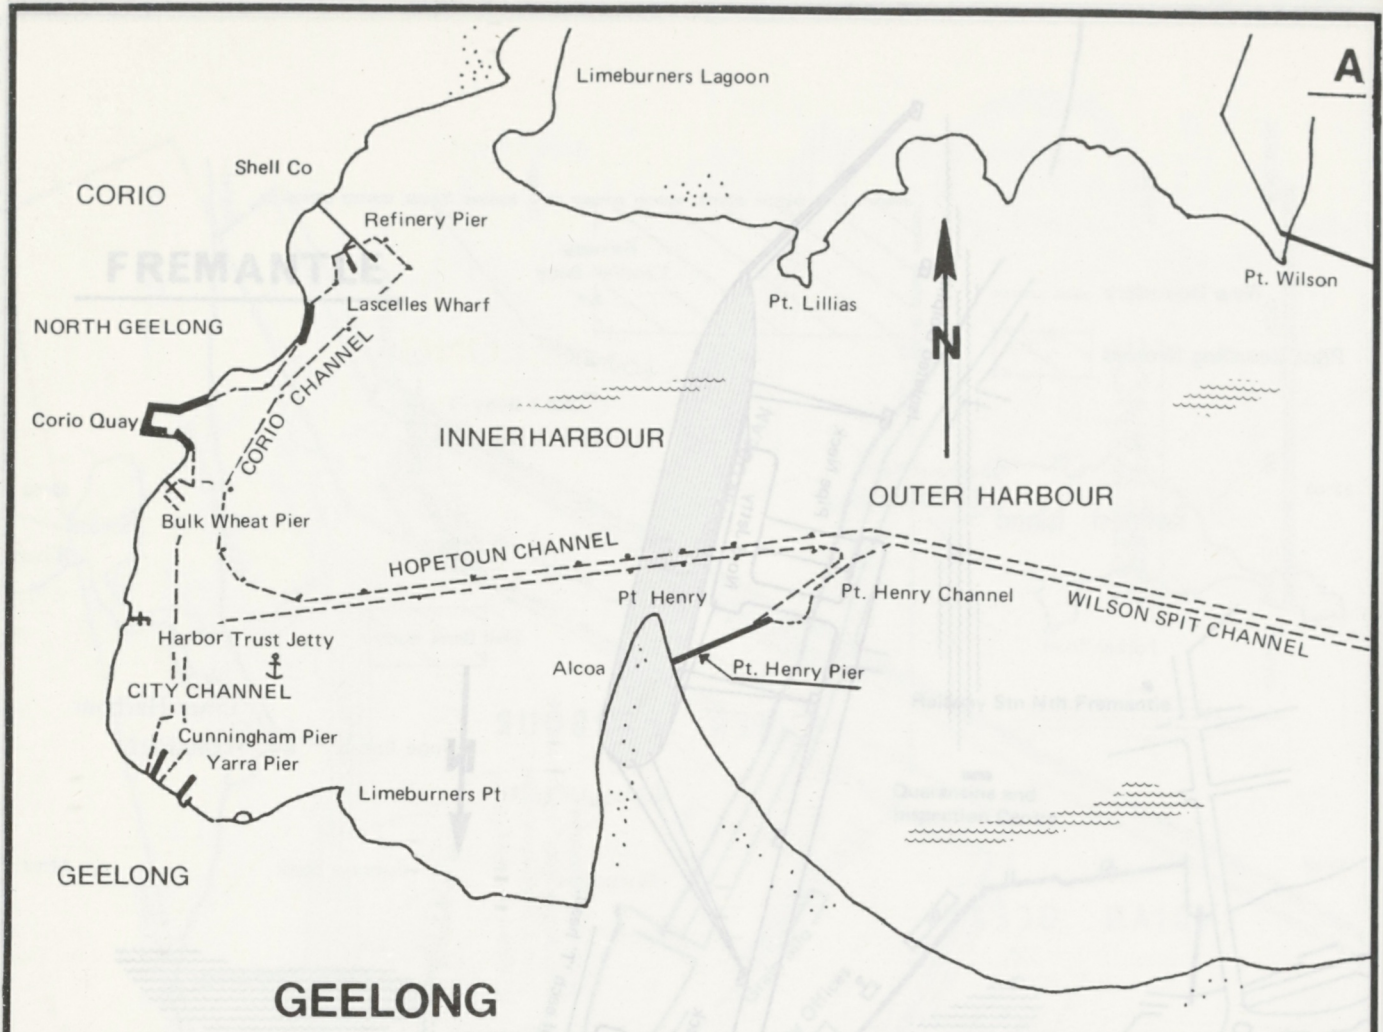 A
Limeburners Lagoon
Shell Co
CORIO
Refinery Pier
Pt. Wilson
Pt. Lillias
Lascelles Wharf
NORTH GEELONG
CORIO CHANNEL
N
Corio Quay
INNER HARBOUR
OUTER HARBOUR
Bulk Wheat Pier
HOPETOUN CHANNEL
Pt Henry
Pt. Henry Channel
WILSON SPIT CHANNEL
Harbor Trust Jetty
Alcoa
Pt. Henry Pier
CITY CHANNEL
Cunningham Pier
Yarra Pier
Limeburners Pt
GEELONG
GEELONG
FREMANTLE